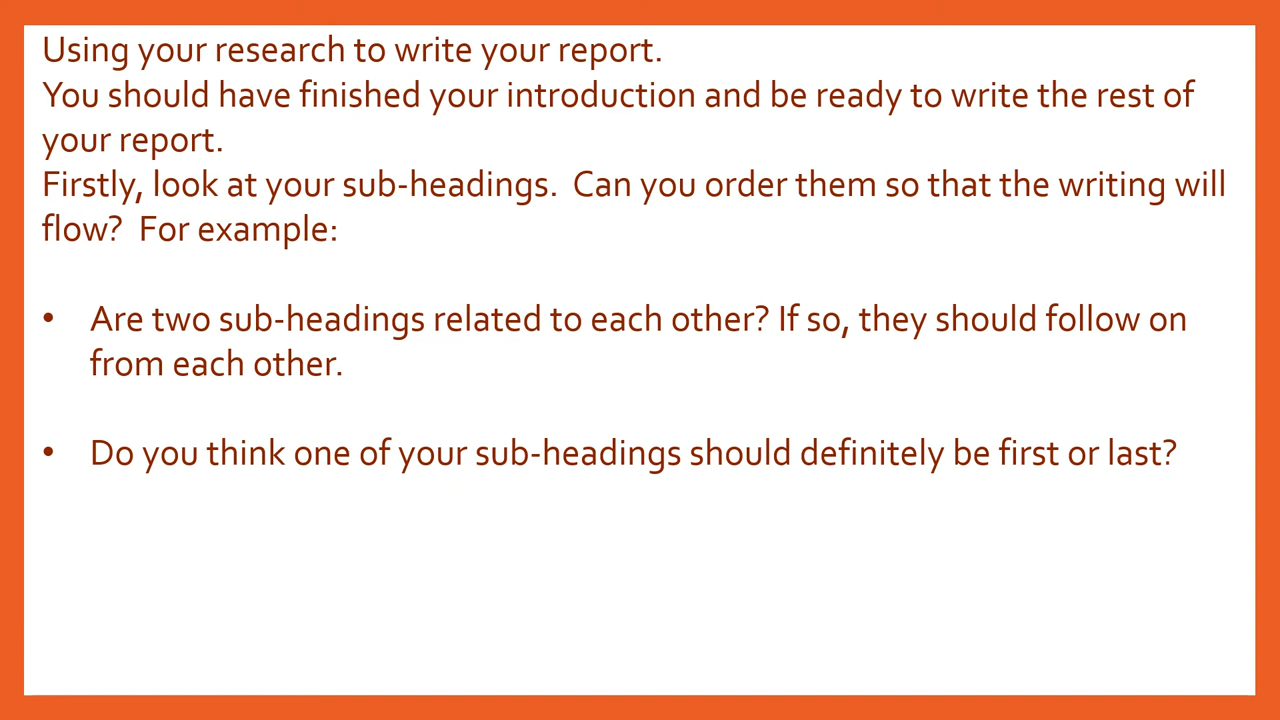 Using your research to write your report.
You should have finished your introduction and be ready to write the rest of
your report.
Firstly, look at your sub-headings.  Can you order them so that the writing will
flow?  For example:
• Are two sub-headings related to each other? If so, they should follow on
from each other.
• Do you think one of your sub-headings should definitely be first or last?